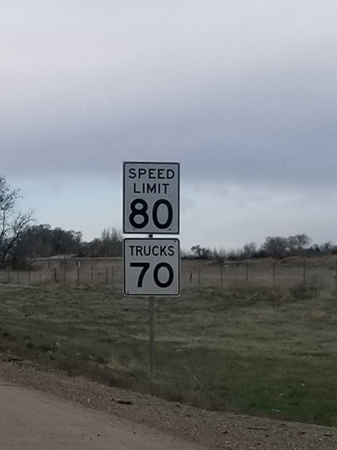 SPEED
LIMIT
80
TRUCKS
70